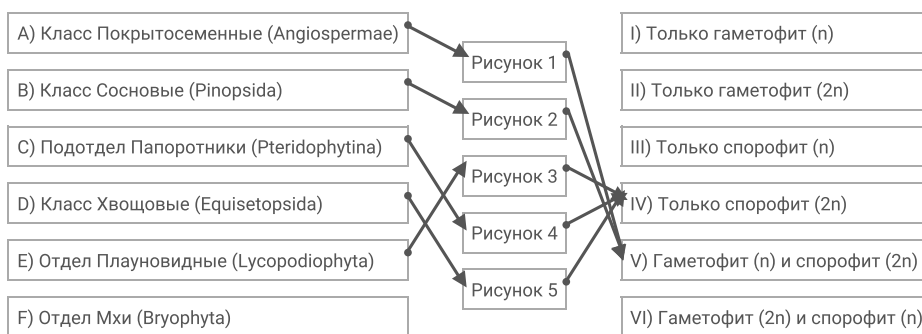 A) Класс Покрытосеменные (Angiospermae)
B) Класс Сосновые (Pinopsida)
C) Подотдел Папоротники (Pteridophytina)
D) Класс Хвощовые (Equisetopsida)
E) Отдел Плауновидные (Lycopodiophyta)
F) Отдел Мхи (Bryophyta)
Рисунок 1
Рисунок 2
Рисунок 3
Рисунок 4
Рисунок 5
I) Только гаметофит (n)
II) Только гаметофит (2n)
III) Только спорофит (n)
IV) Только спорофит (2n)
V) Гаметофит (n) и спорофит (2n)
VI) Гаметофит (2n) и спорофит (n)